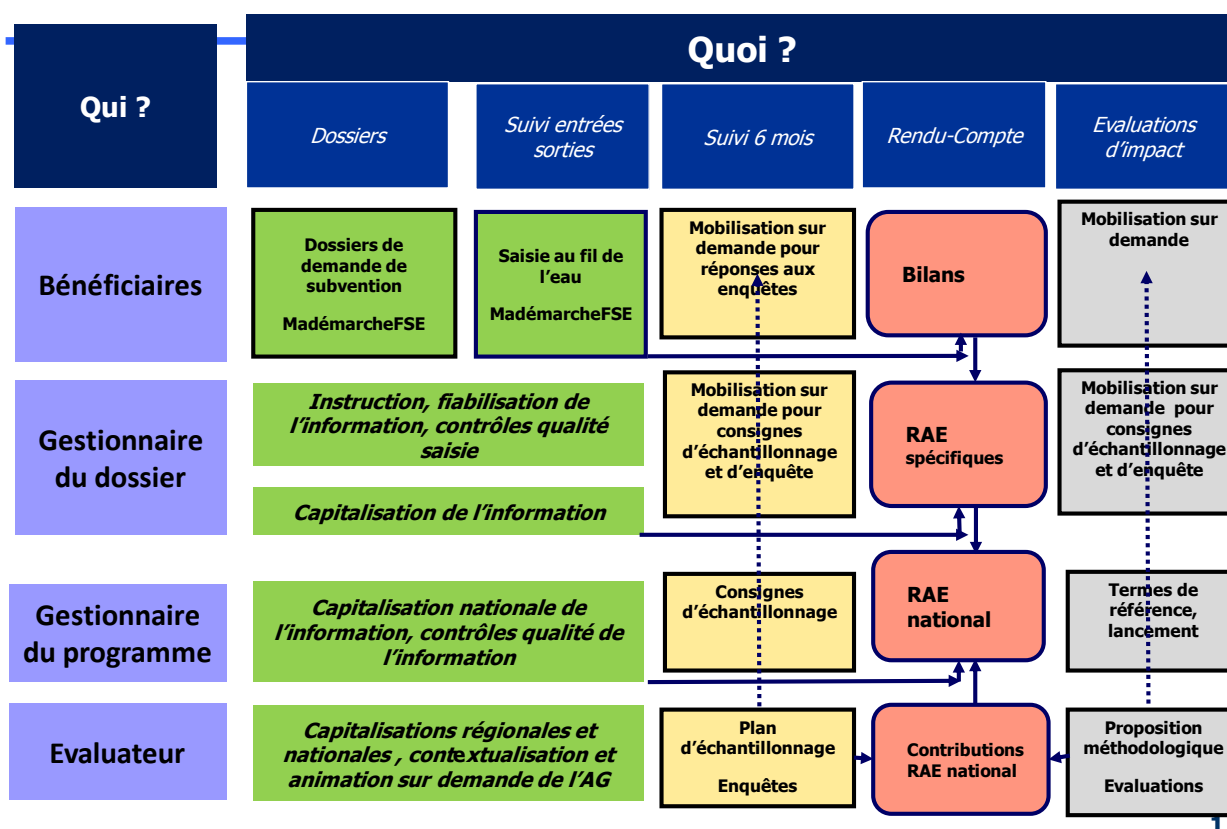 Qui ?
Quoi ?
Dossiers
Suivi entrées
sorties
Suivi 6 mois
Rendu-Compte
Evaluations
d'impact
Bénéficiaires
Dossiers de
demande de
subvention
MadémarcheFSE
Saisie au fil de
l'eau
MadémarcheFSE
Mobilisation sur
demande pour
réponses aux
enquêtes
Bilans
Mobilisation sur
demande
Gestionnaire
du dossier
Instruction, fiabilisation de
l'information, contrôles qualité
saisie
Capitalisation de l'information
Mobilisation sur
demande pour
consignes
d'échantillonnage
et d'enquête
RAE
spécifiques
Mobilisation sur
demande pour
consignes
d'échantillonnage
et d'enquête
Gestionnaire
du programme
Capitalisation nationale de
l'information, contrôles qualité de
l'information
Consignes
d'échantillonnage
RAE
national
Termes de
référence,
lancement
Evaluateur
Capitalisations régionales et
nationales , contextualisation et
animation sur demande de l'AG
Plan
d'échantillonnage
Enquêtes
Contributions
RAE national
Proposition
méthodologique
Evaluations
1